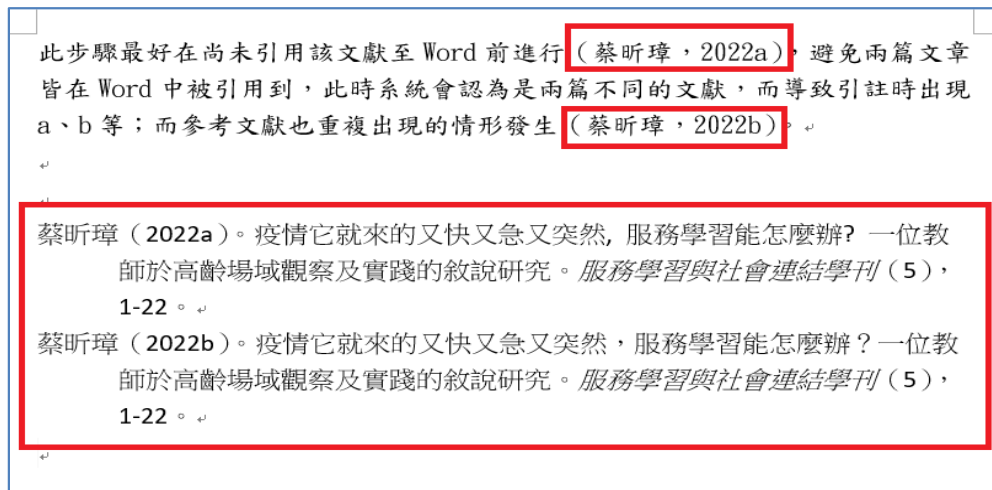 此步驟最好在尚未引用該文獻至 Word 前進行（蔡昕璋，2022a），避免兩篇文章
皆在 Word 中被引用到，此時系統會認為是兩篇不同的文獻，而導致引註時出現
a、b 等；而參考文獻也重複出現的情形發生（蔡昕璋，2022b）。
蔡昕璋（2022a）。疫情它就來的又快又急又突然, 服務學習能怎麼辦? 一位教
師於高齡場域觀察及實踐的敘說研究。服務學習與社會連結學刊（5），
1-22。
蔡昕璋（2022b）。疫情它就來的又快又急又突然，服務學習能怎麼辦？一位教
師於高齡場域觀察及實踐的敘說研究。服務學習與社會連結學刊（5），
1-22。